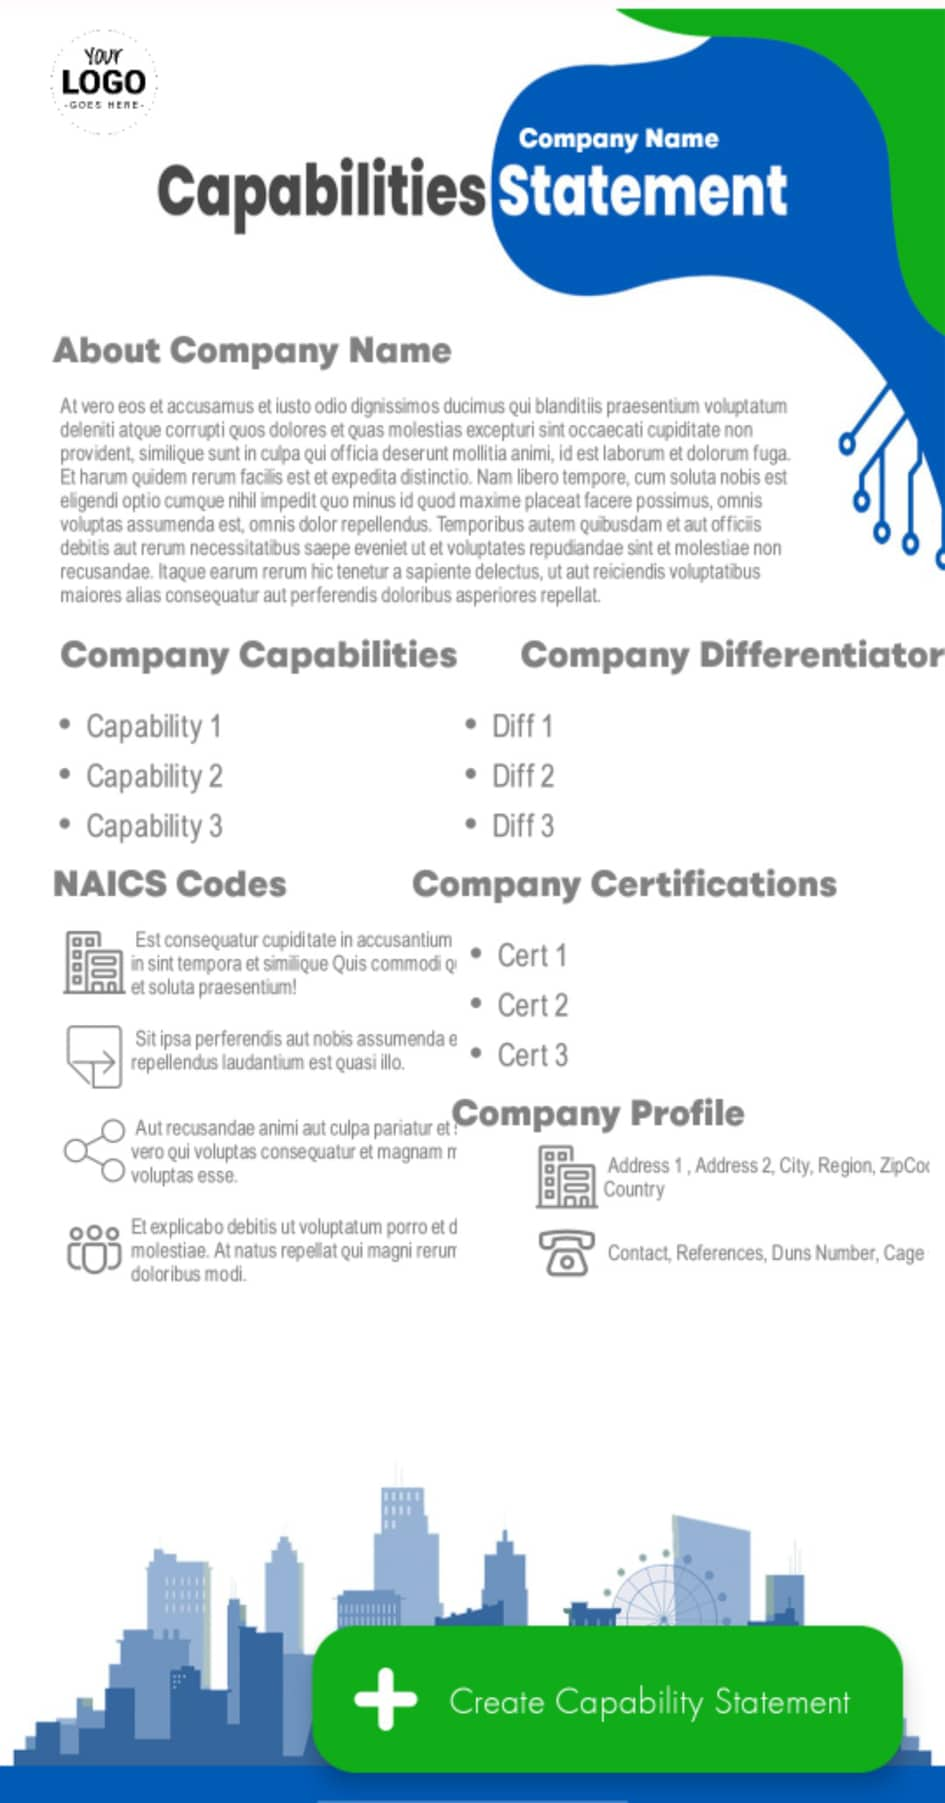 Your
LOGO
-GOES HERE-
Company Name
Capabilities Statement
About Company Name
At vero eos et accusamus et iusto odio dignissimos ducimus qui blanditiis praesentium voluptatum
deleniti atque corrupti quos dolores et quas molestias excepturi sint occaecati cupiditate non
provident, similique sunt in culpa qui officia deserunt mollitia animi, id est laborum et dolorum fuga.
Et harum quidem rerum facilis est et expedita distinctio. Nam libero tempore, cum soluta nobis est
eligendi optio cumque nihil impedit quo minus id quod maxime placeat facere possimus, omnis
voluptas assumenda est, omnis dolor repellendus. Temporibus autem quibusdam et aut officiis
debitis aut rerum necessitatibus saepe eveniet ut et voluptates repudiandae sint et molestiae non
recusandae. Itaque earum rerum hic tenetur a sapiente delectus, ut aut reiciendis voluptatibus
maiores alias consequatur aut perferendis doloribus asperiores repellat.
Company Capabilities
• Capability 1
• Capability 2
• Capability 3
Company Differentiator
• Diff 1
• Diff 2
• Diff 3
NAICS Codes
Est consequatur cupiditate in accusantium
in sint tempora et similique Quis commodi
et soluta praesentium!
Sit ipsa perferendis aut nobis assumenda e
repellendus laudantium est quasi illo.
Aut recusandae animi aut culpa pariatur et
vero qui voluptas consequatur et magnam
voluptas esse.
Et explicabo debitis ut voluptatum porro et d
molestiae. At natus repellat qui magni rerum
doloribus modi.
Company Certifications
• Cert 1
• Cert 2
• Cert 3
Company Profile
Address 1 , Address 2, City, Region,
Country
Contact, References, Duns Number, Cage
Create Capability Statement